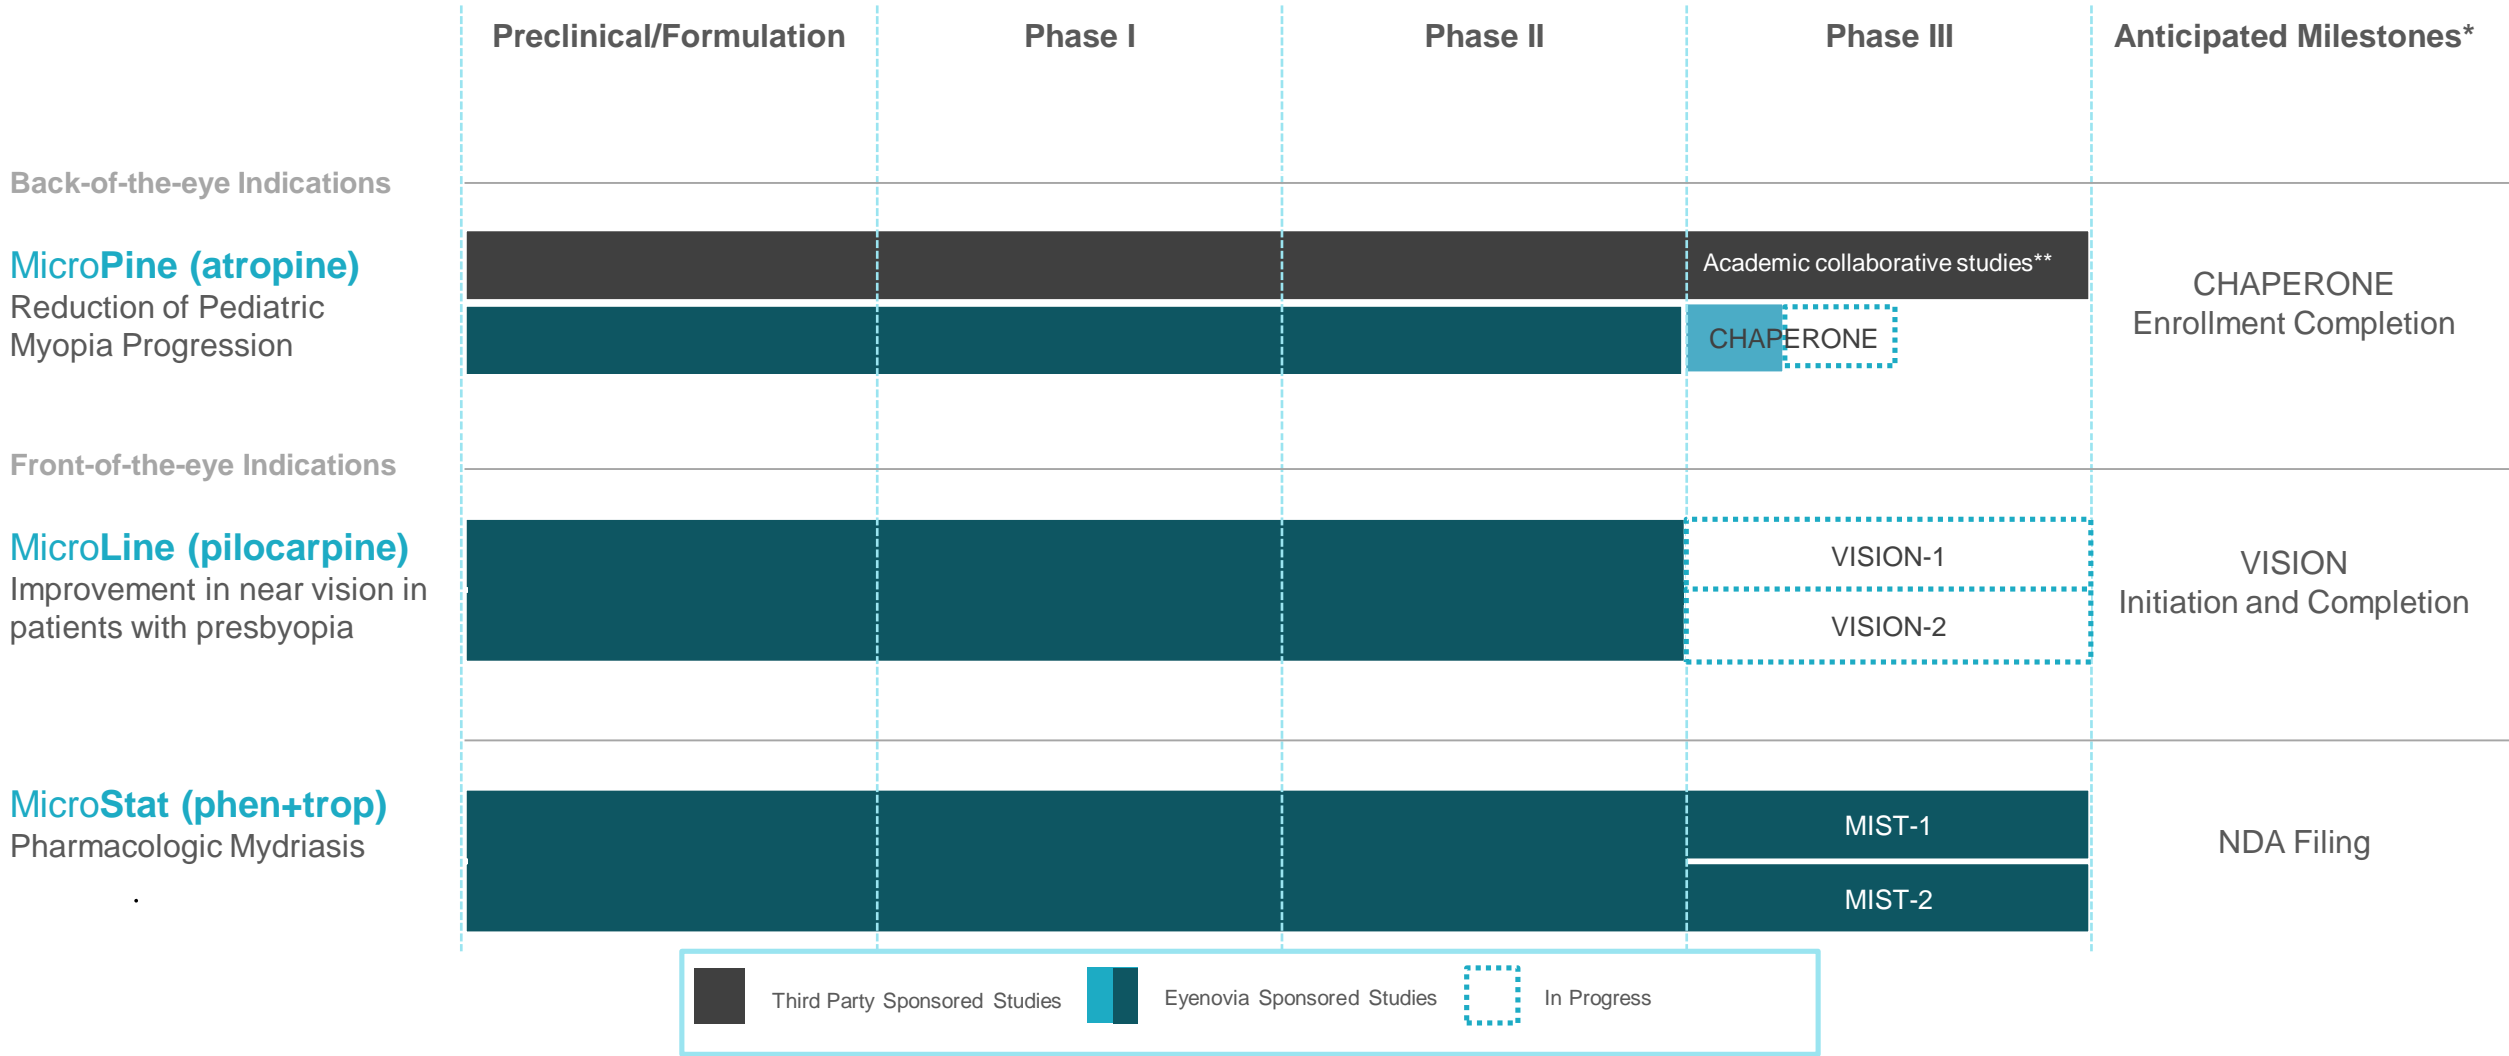 Preclinical/Formulation
Phase I
Phase II
Phase III
Anticipated Milestones*
Back-of-the-eye Indications
MicroPine (atropine)
Reduction of Pediatric
Myopia Progression
Academic collaborative studies**
CHAPERONE
CHAPERONE
Enrollment Completion
Front-of-the-eye Indications
MicroLine (pilocarpine)
Improvement in near vision in
patients with presbyopia
VISION-1
VISION-2
VISION
Initiation and Completion
MicroStat (phen+trop)
Pharmacologic Mydriasis
.
MIST-1
MIST-2
NDA Filing
Third Party Sponsored Studies
Eyenovia Sponsored Studies
In Progress